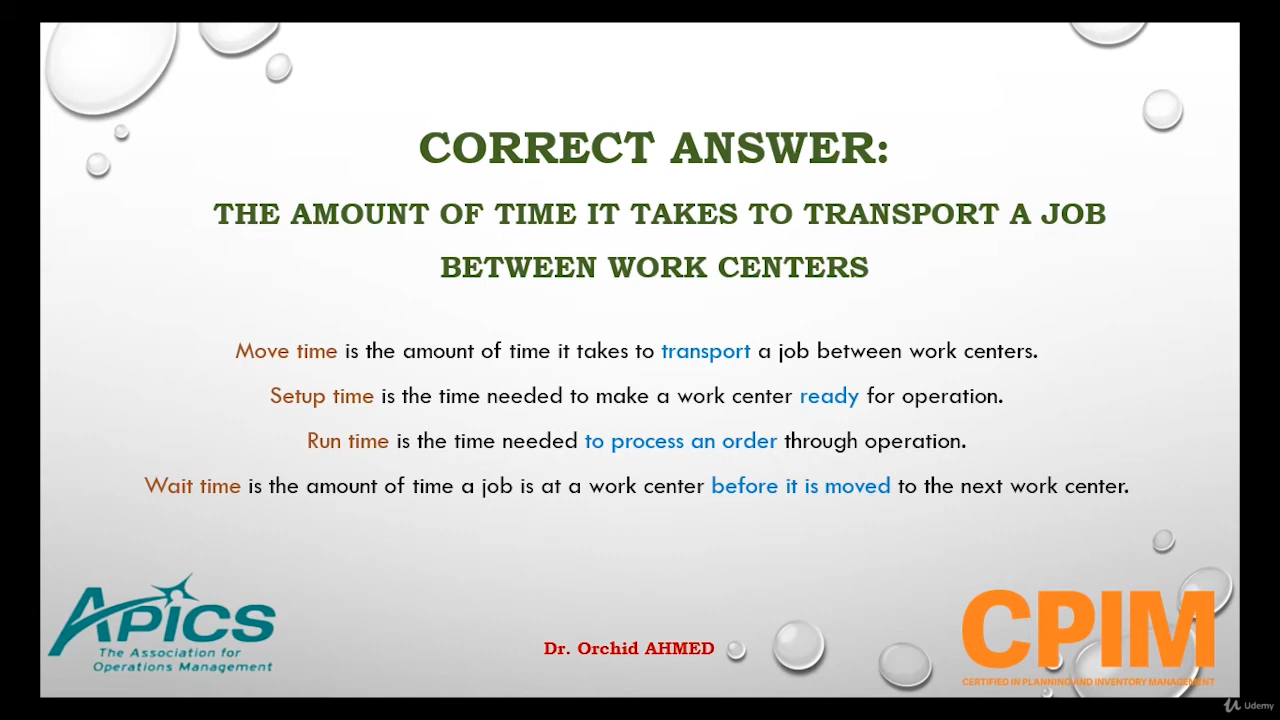 CORRECT ANSWER:
THE AMOUNT OF TIME IT TAKES TO TRANSPORT A JOB
BETWEEN WORK CENTERS
Move time is the amount of time it takes to transport a job between work centers.
Setup time is the time needed to make a work center ready for operation.
Run time is the time needed to process an order through operation.
Wait time is the amount of time a job is at a work center before it is moved to the next work center.
APICS
The Association for
Operations Management
Dr. Orchid AHMED
CPIM
CERTIFIED IN PLANNING AND INVENTORY MANAGEMENT
Udemy